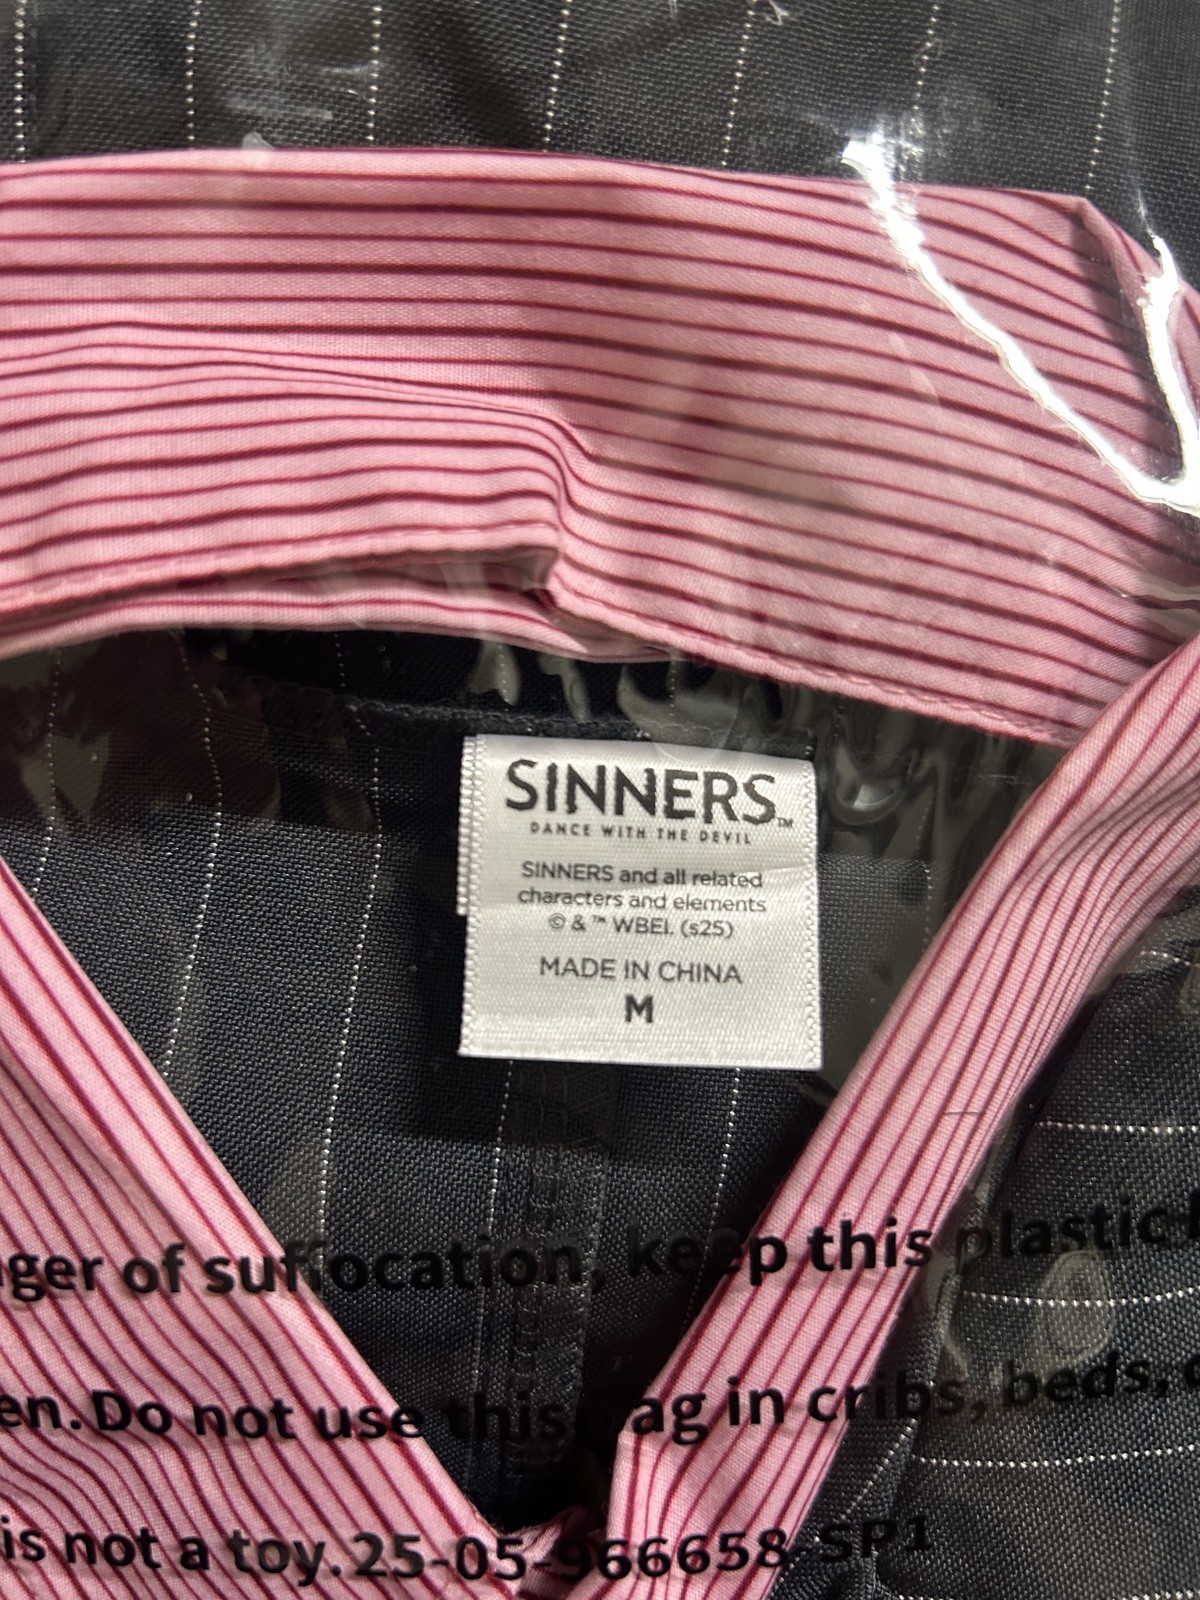 SINNERS™
DANCE WITH THE DEVIL
SINNERS and all related
characters and elements
© & ™ WBEI. (s25)
MADE IN CHINA
M
ger of suffocation, keep this plastic
en. Do not use this bag in cribs, beds,
is not a toy. 25-05-966658-SP1